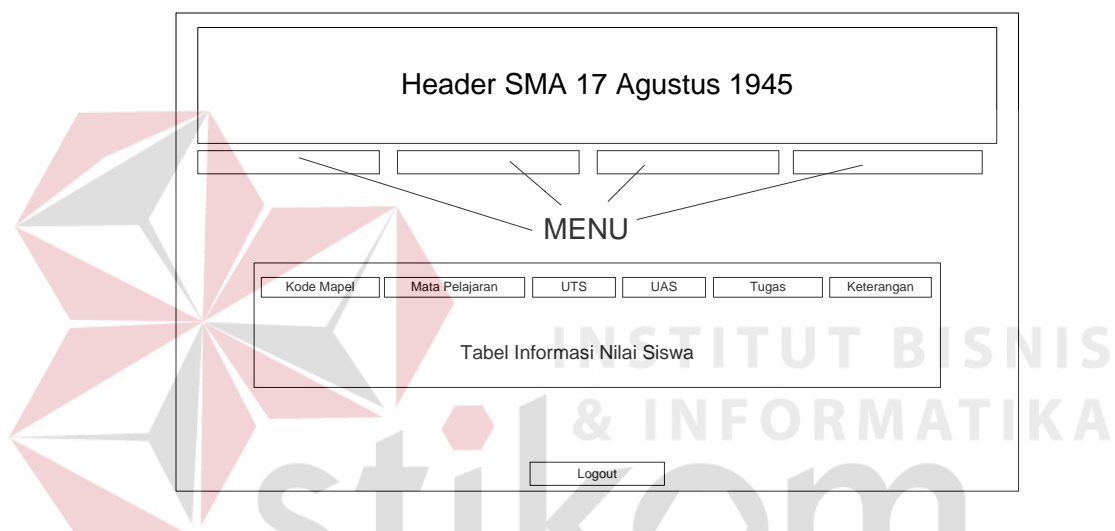 Header SMA 17 Agustus 1945
MENU
Kode Mapel Mata Pelajaran UTS UAS Tugas Keterangan
Tabel Informasi Nilai Siswa
INSTITUT BISNIS
& INFORMATIKA
stikom
Logout